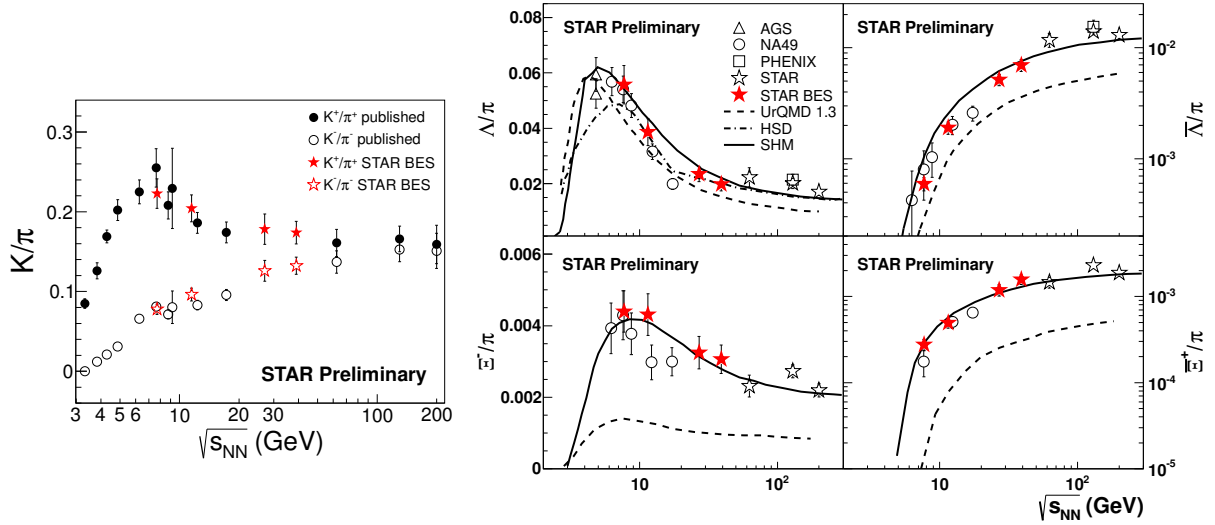 K/π
0.3
0.2
0.1
0
K⁺/π⁺ published
K⁻/π⁻ published
K⁺/π⁺ STAR BES
K⁻/π⁻ STAR BES
STAR Preliminary
3 4 5 6 10 20 30 100 200
√s_NN (GeV)
Λ/π
0.08
0.06
0.04
0.02
STAR Preliminary
AGS
NA49
PHENIX
STAR
STAR BES
UrQMD 1.3
HSD
SHM
STAR Preliminary
10⁻²
10⁻³
Λ̅/π
Ξ⁻/π
0.006
0.004
0.002
0
STAR Preliminary
10 10²
STAR Preliminary
10⁻³
10⁻⁴
10⁻⁵
Ξ̅⁺/π
10 10²
√s_NN (GeV)